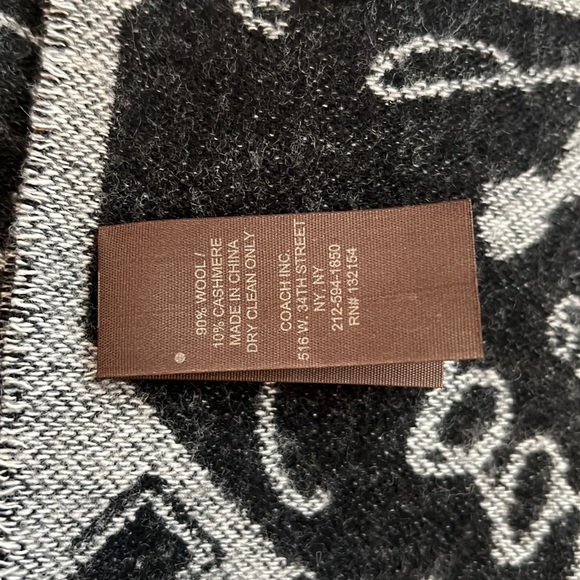 90% WOOL /
10% CASHMERE
MADE IN CHINA
DRY CLEAN ONLY
COACH INC.
516 W. 34TH STREET
NY, NY
212-594-1850
RN# 132154